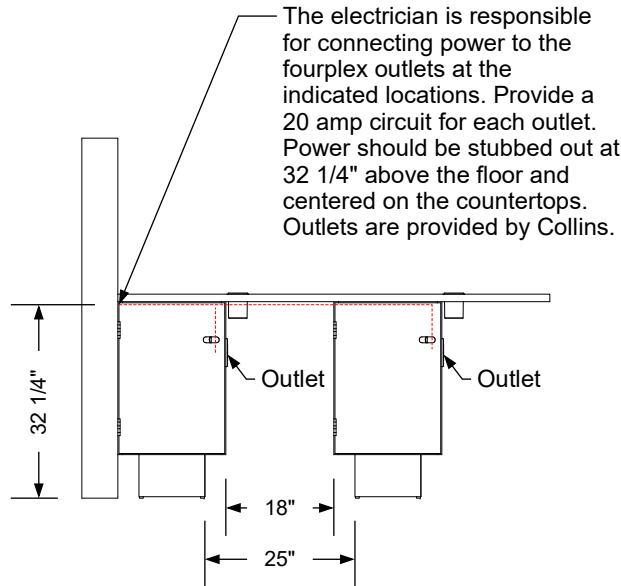 The electrician is responsible
for connecting power to the
fourplex outlets at the
indicated locations. Provide a
20 amp circuit for each outlet.
Power should be stubbed out at
32 1/4" above the floor and
centered on the countertops.
Outlets are provided by Collins.
Outlet
Outlet
32 1/4"
18"
25"